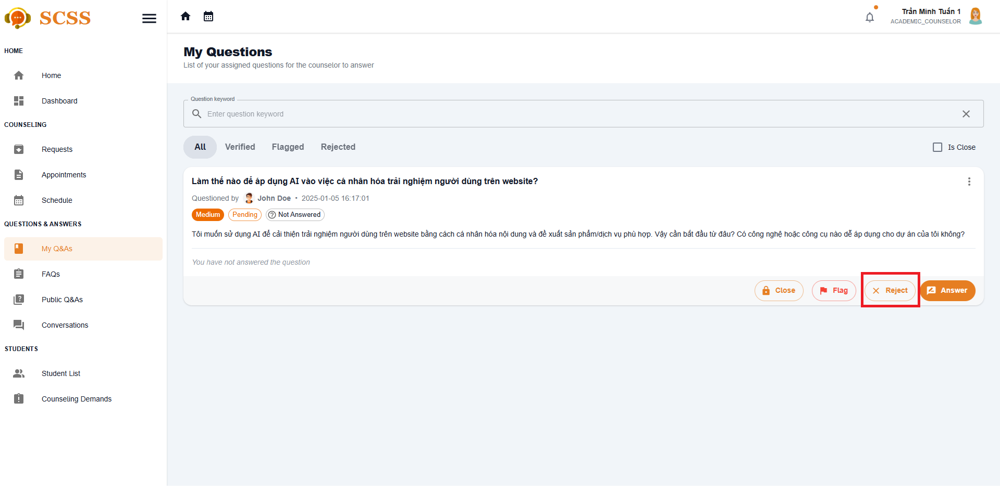 SCSS
Trần Minh Tuấn 1
ACADEMIC_COUNSELOR
HOME
Home
Dashboard
COUNSELING
Requests
Appointments
Schedule
QUESTIONS & ANSWERS
My Q&As
FAQs
Public Q&As
Conversations
STUDENTS
Student List
Counseling Demands
My Questions
List of your assigned questions for the counselor to answer
Question keyword
Enter question keyword
All Verified Flagged Rejected Is Close
Làm thế nào để áp dụng AI vào việc cá nhân hóa trải nghiệm người dùng trên website?
Questioned by John Doe • 2025-01-05 16:17:01
Medium Pending Not Answered
Tôi muốn sử dụng AI để cải thiện trải nghiệm người dùng trên website bằng cách cá nhân hóa nội dung và đề xuất sản phẩm/dịch vụ phù hợp. Vậy cần bắt đầu từ đâu? Có công nghệ hoặc công cụ nào dễ áp dụng cho dự án của tôi không?
You have not answered the question
Close Flag Reject Answer